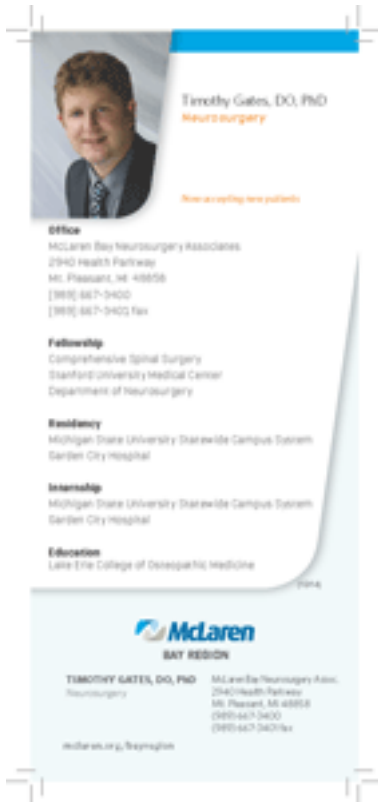 Timothy Gates, DO, PhD
Neurosurgery
Now accepting new patients
Office
McLaren Bay Neurosurgery Associates
2940 Health Parkway
Mt. Pleasant, MI 48858
(989) 667-3400
(989) 667-3401 fax
Fellowship
Comprehensive Spinal Surgery
Stanford University Medical Center
Department of Neurosurgery
Residency
Michigan State University Statewide Campus System
Garden City Hospital
Internship
Michigan State University Statewide Campus System
Garden City Hospital
Education
Lake Erie College of Osteopathic Medicine
McLaren
BAY REGION
TIMOTHY GATES, DO, PhD
Neurosurgery
McLaren Bay Neurosurgery Assoc.
2940 Health Parkway
Mt. Pleasant, MI 48858
(989) 667-3400
(989) 667-3401 fax
mclaren.org/bayregion